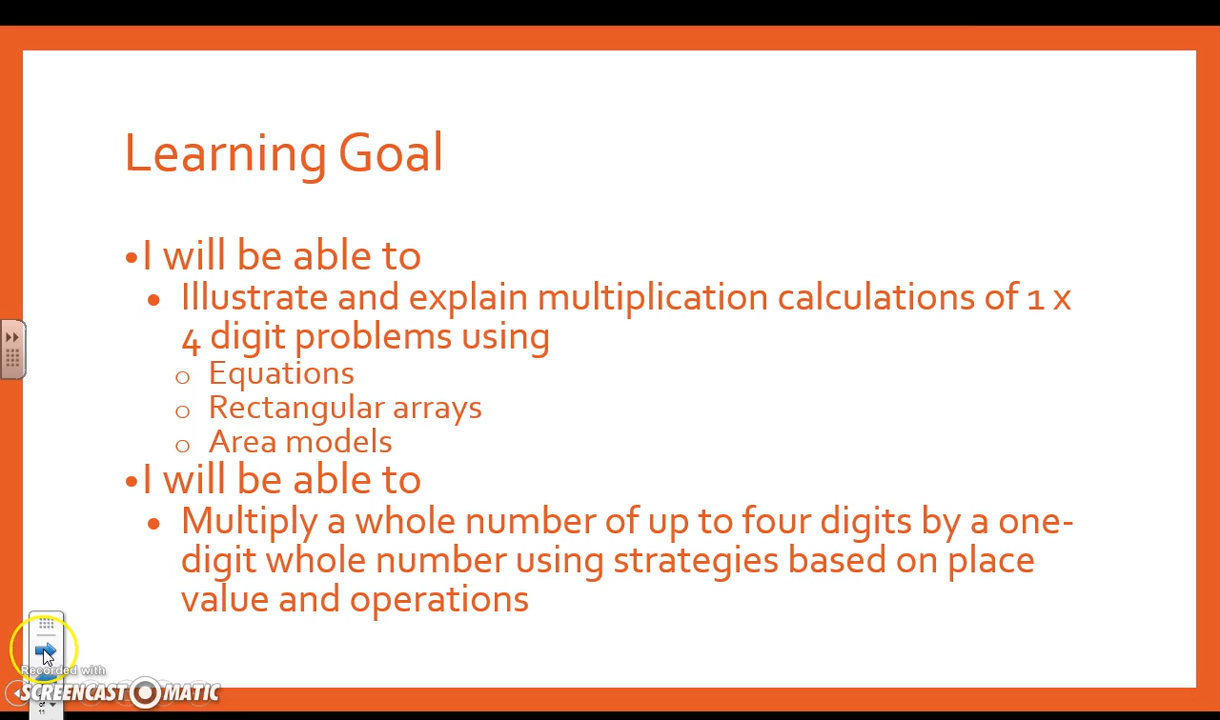 Learning Goal
•I will be able to
• Illustrate and explain multiplication calculations of 1 x
4 digit problems using
o Equations
o Rectangular arrays
o Area models
•I will be able to
• Multiply a whole number of up to four digits by a one-
digit whole number using strategies based on place
value and operations
Recorded with
SCREENCAST-O-MATIC
of
11